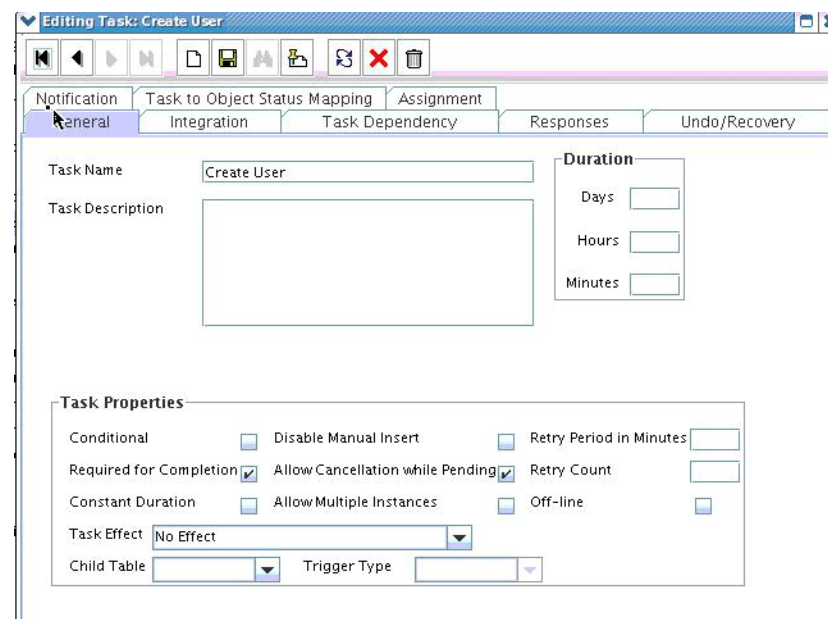 Editing Task: Create User
Notification Task to Object Status Mapping Assignment
General Integration Task Dependency Responses Undo/Recovery
Task Name Create User
Task Description
Duration
Days
Hours
Minutes
Task Properties
Conditional Disable Manual Insert Retry Period in Minutes
Required for Completion Allow Cancellation while Pending Retry Count
Constant Duration Allow Multiple Instances Off-line
Task Effect No Effect
Child Table Trigger Type